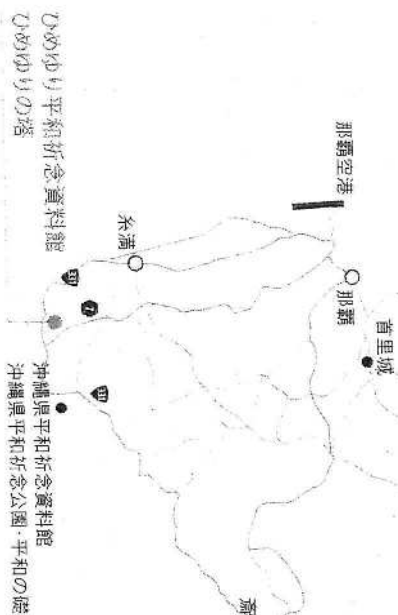 首里城
那覇
那覇空港
糸満
331
331
沖縄県平和祈念資料館
沖縄県平和祈念公園・平和の礎
ひめゆり平和祈念資料館
ひめゆりの塔